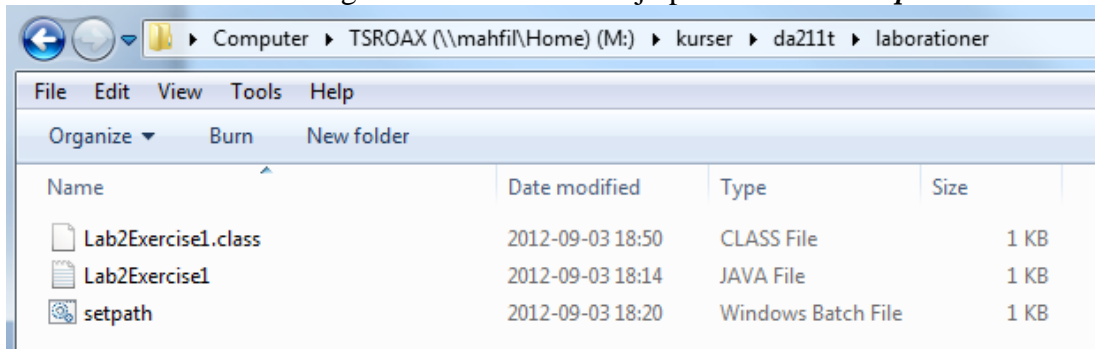 Computer ▸ TSROAX (\\mahfil\Home) (M:) ▸ kurser ▸ da211t ▸ laborationer
File Edit View Tools Help
Organize ▾ Burn New folder
Name Date modified Type Size
Lab2Exercise1.class 2012-09-03 18:50 CLASS File 1 KB
Lab2Exercise1 2012-09-03 18:14 JAVA File 1 KB
setpath 2012-09-03 18:20 Windows Batch File 1 KB